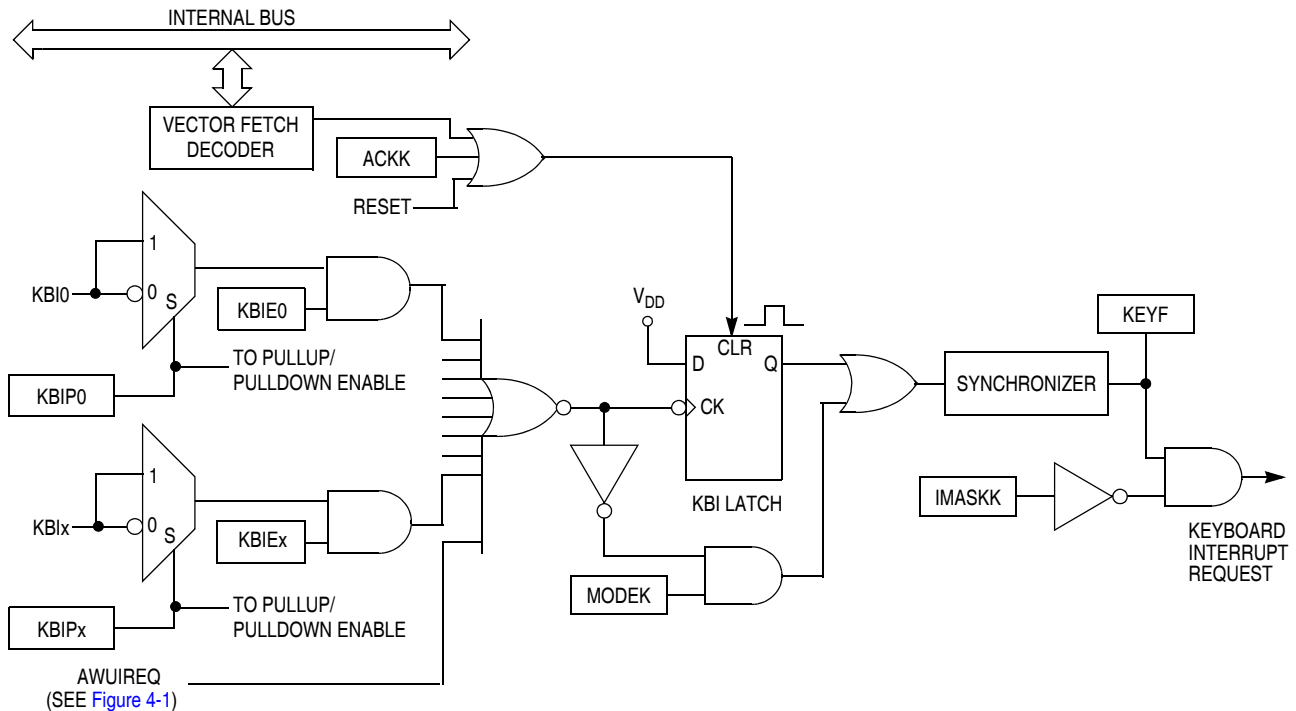 INTERNAL BUS
VECTOR FETCH
DECODER
ACKK
RESET
1
KBI0
0
S
KBIE0
TO PULLUP/
PULLDOWN ENABLE
KBIP0
VDD
CLR
D
Q
CK
KBI LATCH
KEYF
SYNCHRONIZER
1
KBIx
0
S
KBIEx
TO PULLUP/
PULLDOWN ENABLE
KBIPx
MODEK
IMASKK
KEYBOARD
INTERRUPT
REQUEST
AWUIREQ
(SEE Figure 4-1)